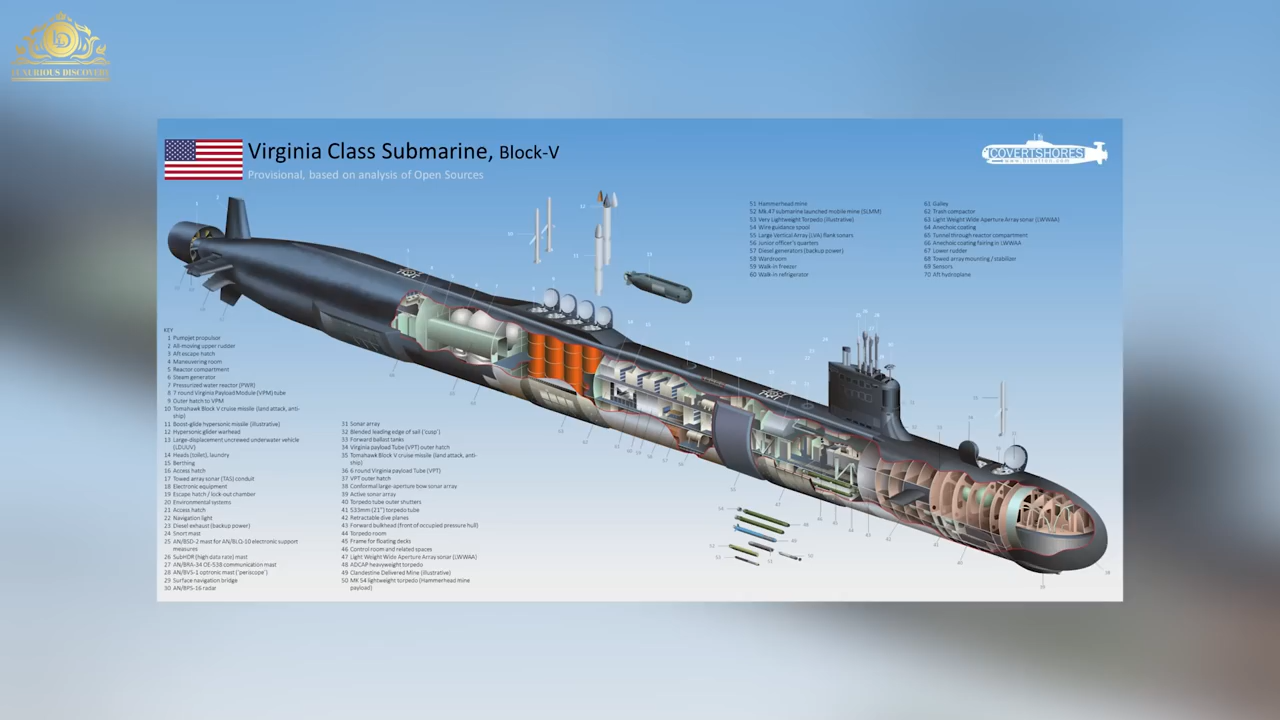 LUXURIOUS DISCOVERY
Virginia Class Submarine, Block-V
Provisional, based on analysis of Open Sources
COVERTSHORES
KEY
1 Pumpjet propulsor
2 All-moving upper rudder
3 Aft escape hatch
4 Maneuvering room
5 Reactor compartment
6 Steam generator
7 Pressurized water reactor (PWR)
8 7 round Virginia Payload Module (VPM) tube
9 Outer hatch to VPM
10 Tomahawk Block V cruise missile (land attack, anti-
ship)
11 Boost-glide hypersonic missile (illustrative)
12 Hypersonic glider warhead
13 Large-displacement uncrewed underwater vehicle
(LDUUV)
14 Heads (toilet), laundry
15 Berthing
16 Access hatch
17 Towed array sonar (TAS) conduit
18 Electronic equipment
19 Escape hatch / lock-out chamber
20 Environmental systems
21 Access hatch
22 Navigation light
23 Diesel exhaust (backup power)
24 Snort mast
25 AN/BSD-2 mast for AN/BLQ-10 electronic support
measures
26 SubHDR (high data rate) mast
27 AN/BRA-34 OE-538 communication mast
28 AN/BVS-1 optronic mast ('periscope')
29 Surface navigation bridge
30 AN/BPS-16 radar
31 Sonar array
32 Blended leading edge of sail ('cusp')
33 Forward ballast tanks
34 Virginia payload Tube (VPT) outer hatch
35 Tomahawk Block V cruise missile (land attack, anti-
ship)
36 6 round Virginia payload Tube (VPT)
37 VPT outer hatch
38 Conformal large-aperture bow sonar array
39 Active sonar array
40 Torpedo tube outer shutters
41 533mm (21") torpedo tube
42 Retractable dive planes
43 Forward bulkhead (front of occupied pressure hull)
44 Torpedo room
45 Frame for floating decks
46 Control room and related spaces
47 Light Weight Wide Aperture Array sonar (LWWAA)
48 ADCAP heavyweight torpedo
49 Clandestine Delivered Mine (illustrative)
50 MK 54 lightweight torpedo (Hammerhead mine
payload)
51 Hammerhead mine
52 Mk.47 submarine launched mobile mine (SLMM)
53 Very Lightweight Torpedo (illustrative)
54 Wire guidance spool
55 Large Vertical Array (LVA) flank sonars
56 Junior officer's quarters
57 Diesel generators (backup power)
58 Wardroom
59 Walk-in freezer
60 Walk-in refrigerator
61 Galley
62 Trash compactor
63 Light Weight Wide Aperture Array sonar (LWWAA)
64 Anechoic coating
65 Tunnel through reactor compartment
66 Anechoic coating fairing in LWWAA
67 Lower rudder
68 Towed array mounting / stabilizer
69 Sensors
70 Aft hydroplane